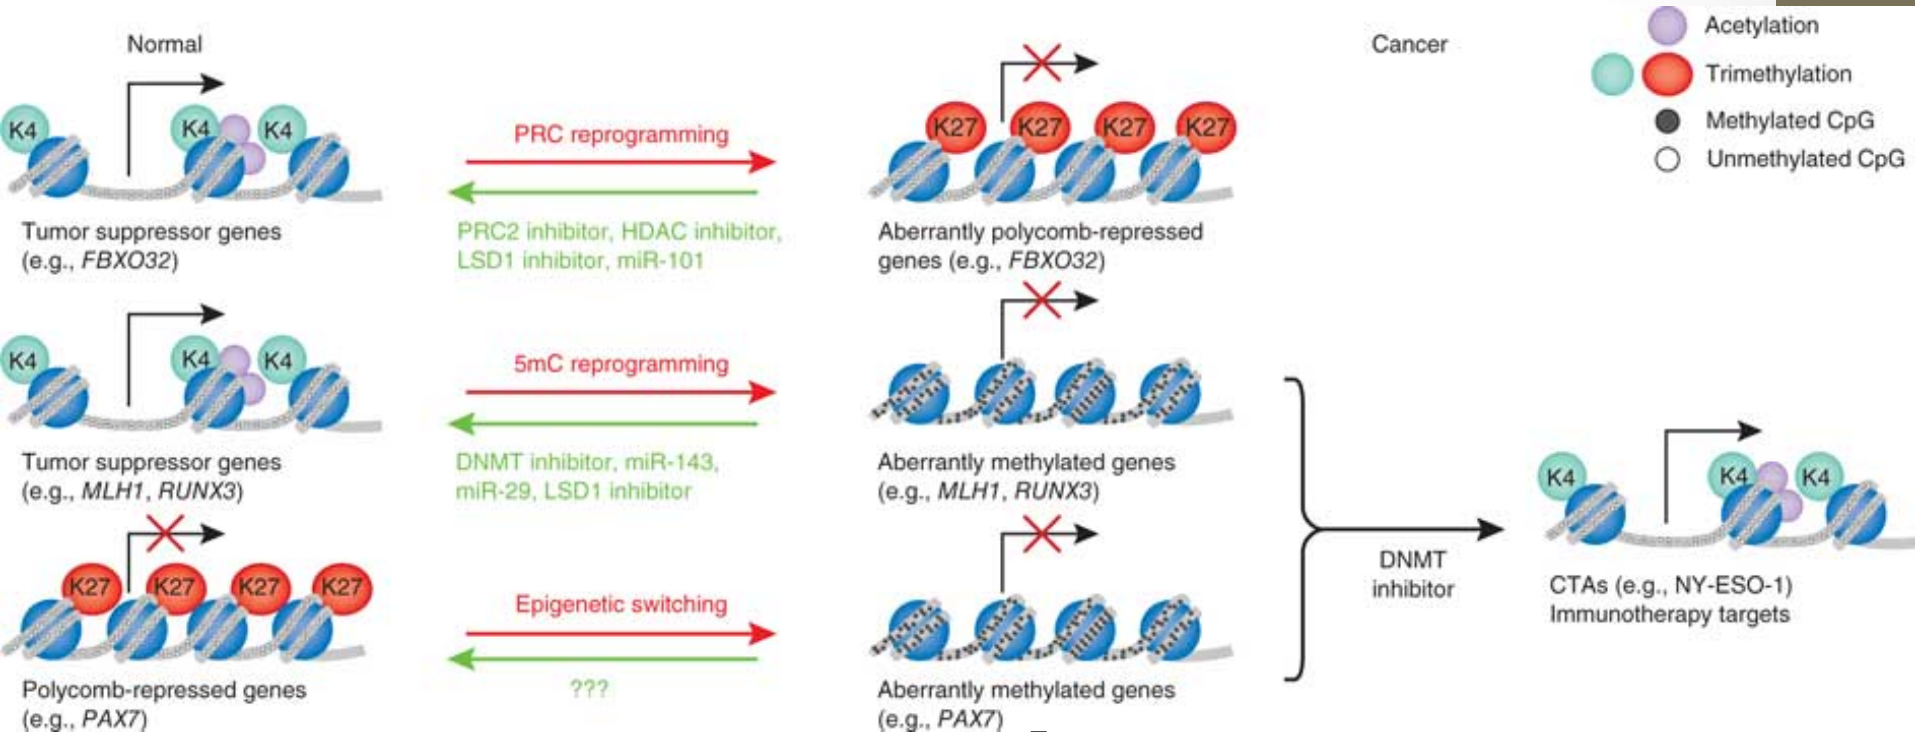 Normal
Cancer
Acetylation
Trimethylation
Methylated CpG
Unmethylated CpG
K4
K4
K4
PRC reprogramming
K27
K27
K27
K27
Tumor suppressor genes
(e.g., FBXO32)
PRC2 inhibitor, HDAC inhibitor,
LSD1 inhibitor, miR-101
Aberrantly polycomb-repressed
genes (e.g., FBXO32)
K4
K4
K4
5mC reprogramming
Tumor suppressor genes
(e.g., MLH1, RUNX3)
DNMT inhibitor, miR-143,
miR-29, LSD1 inhibitor
Aberrantly methylated genes
(e.g., MLH1, RUNX3)
K27
K27
K27
K27
Epigenetic switching
???
Polycomb-repressed genes
(e.g., PAX7)
Aberrantly methylated genes
(e.g., PAX7)
DNMT
inhibitor
K4
K4
K4
CTAs (e.g., NY-ESO-1)
Immunotherapy targets